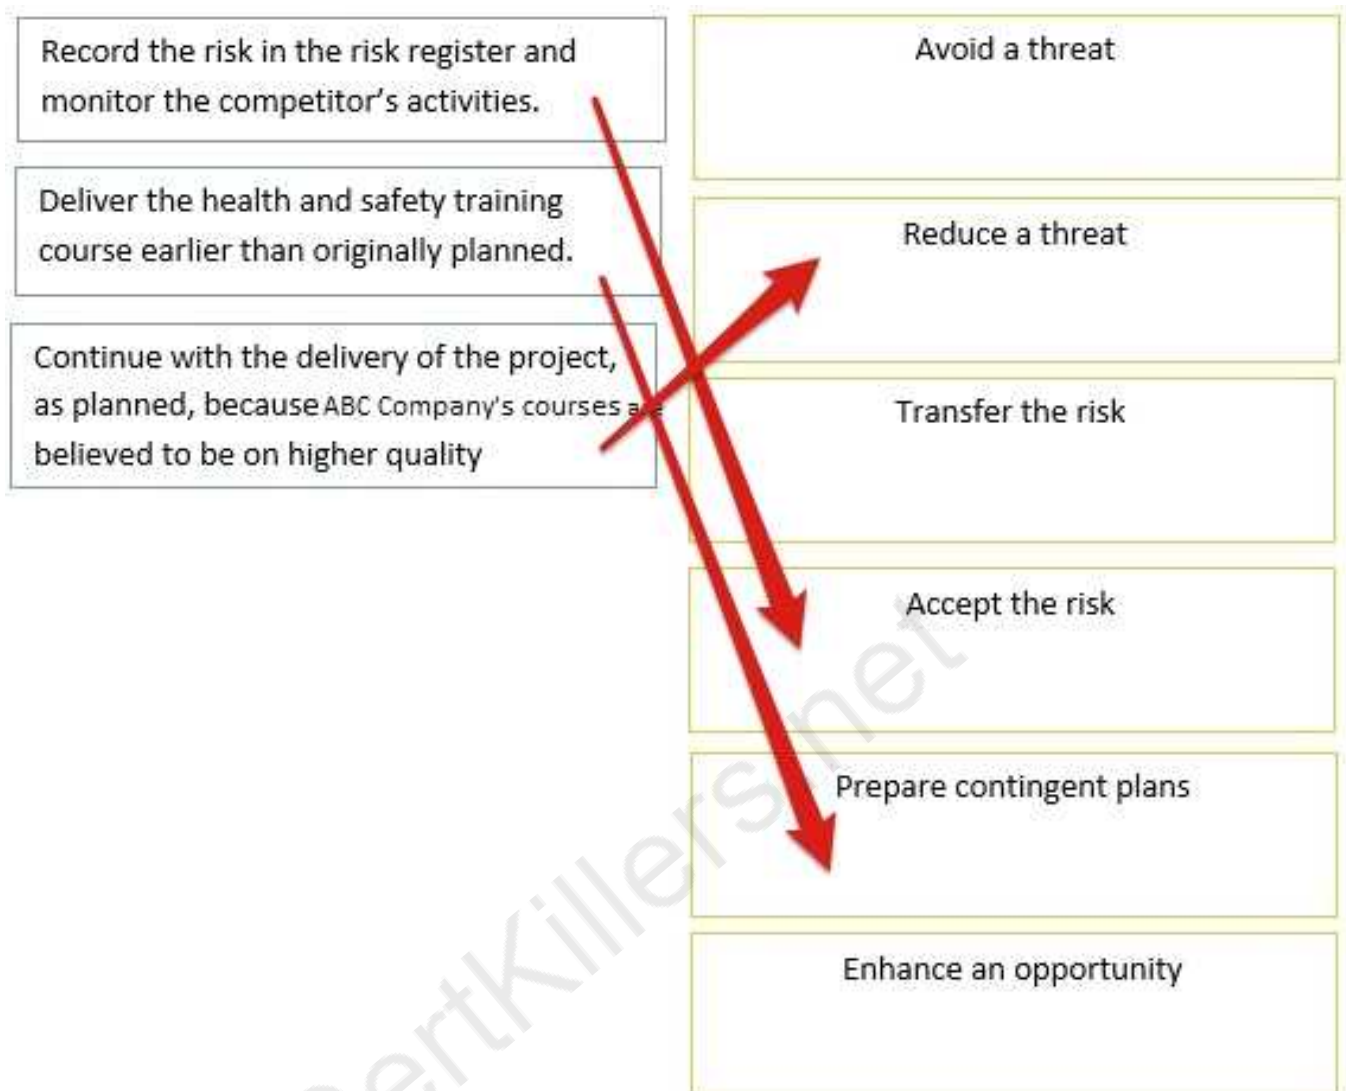 Record the risk in the risk register and
monitor the competitor's activities.
Deliver the health and safety training
course earlier than originally planned.
Continue with the delivery of the project,
as planned, because ABC Company's courses
believed to be on higher quality
Avoid a threat
Reduce a threat
Transfer the risk
Accept the risk
Prepare contingent plans
Enhance an opportunity
ertKillers.net